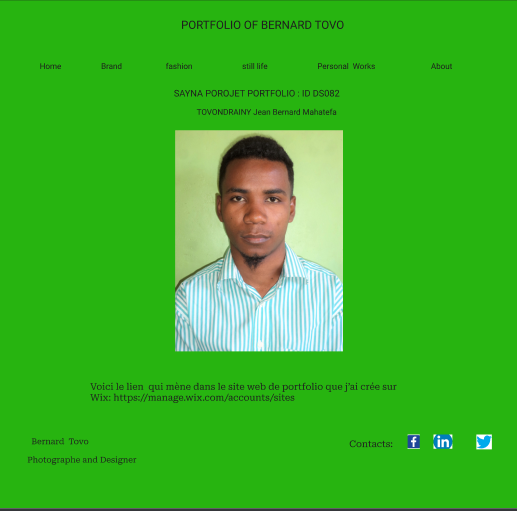 PORTFOLIO OF BERNARD TOVO
Home Brand fashion still life Personal Works About
SAYNA POROJET PORTFOLIO : ID DS082
TOVONDRAINY Jean Bernard Mahatefa
Voici le lien qui mène dans le site web de portfolio que j'ai crée sur
Wix: https://manage.wix.com/accounts/sites
Bernard Tovo
Contacts: f in
Photographe and Designer